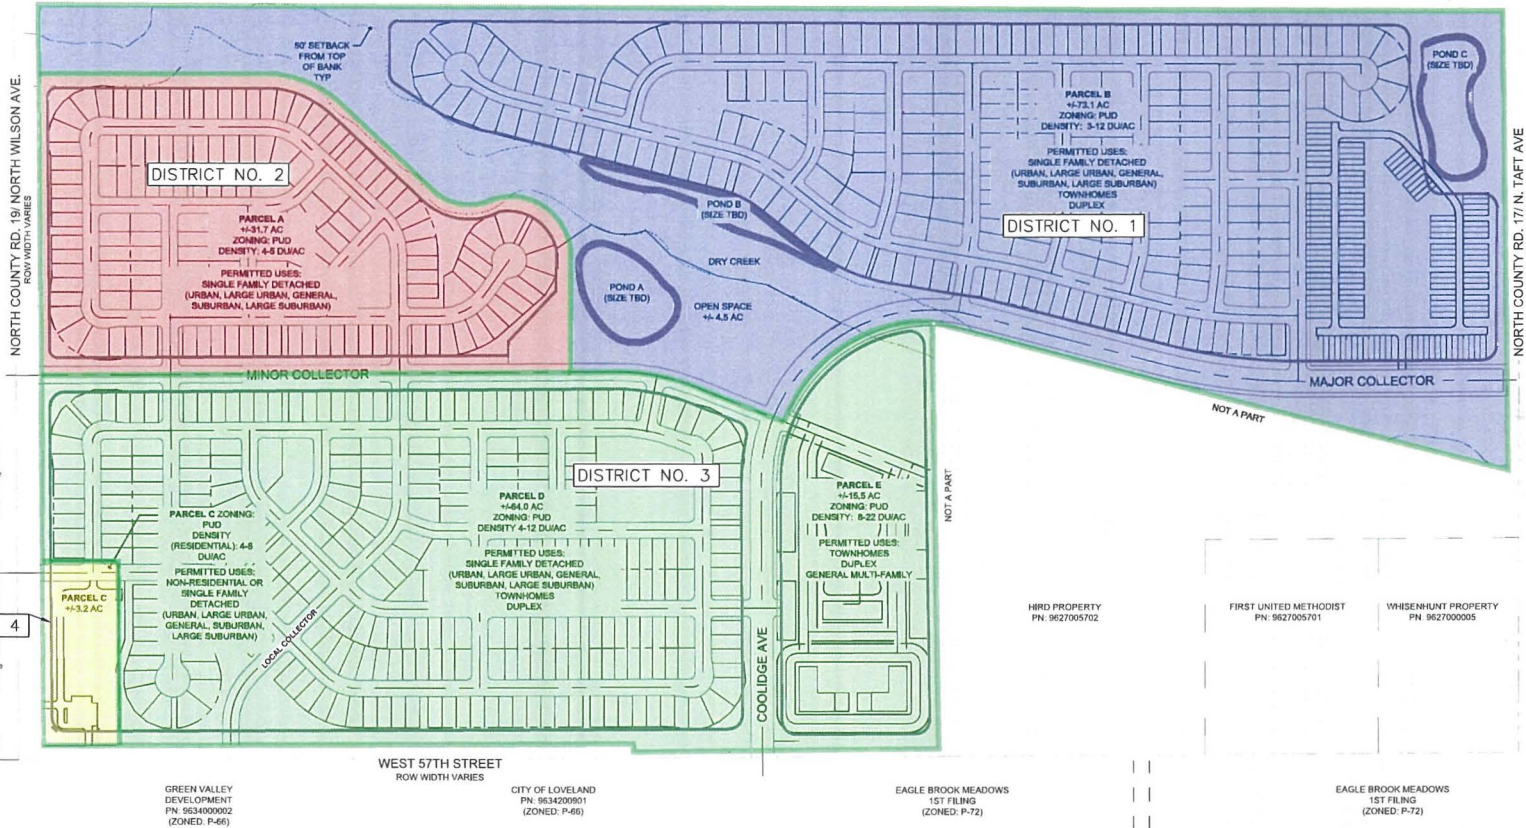 NORTH COUNTY RD. 19/ NORTH WILSON AVE.
ROW WIDTH VARIES
50' SETBACK
FROM TOP
OF BANK
TYP
POND C
(SIZE TBD)
PARCEL B
+/-73.1 AC
ZONING: PUD
DENSITY: 3-12 DU/AC
PERMITTED USES:
SINGLE FAMILY DETACHED
(URBAN, LARGE URBAN, GENERAL,
SUBURBAN, LARGE SUBURBAN)
TOWNHOMES
DUPLEX
DISTRICT NO. 1
NORTH COUNTY RD. 17/ N. TAFT AVE
DISTRICT NO. 2
PARCEL A
+/-31.7 AC
ZONING: PUD
DENSITY: 4-8 DU/AC
PERMITTED USES:
SINGLE FAMILY DETACHED
(URBAN, LARGE URBAN, GENERAL,
SUBURBAN, LARGE SUBURBAN)
POND B
(SIZE TBD)
DRY CREEK
POND A
(SIZE TBD)
OPEN SPACE
+/- 4.5 AC
MINOR COLLECTOR
MAJOR COLLECTOR
NOT A PART
DISTRICT NO. 3
PARCEL D
+/-64.0 AC
ZONING: PUD
DENSITY 4-12 DU/AC
PERMITTED USES:
SINGLE FAMILY DETACHED
(URBAN, LARGE URBAN, GENERAL,
SUBURBAN, LARGE SUBURBAN)
TOWNHOMES
DUPLEX
PARCEL E
+/-15.5 AC
ZONING: PUD
DENSITY: 8-22 DU/AC
PERMITTED USES:
TOWNHOMES
DUPLEX
GENERAL MULTI-FAMILY
NOT A PART
PARCEL C ZONING:
PUD
DENSITY
(RESIDENTIAL): 4-8
DU/AC
PERMITTED USES:
NON-RESIDENTIAL OR
SINGLE FAMILY
DETACHED
(URBAN, LARGE URBAN,
GENERAL, SUBURBAN,
LARGE SUBURBAN)
PARCEL C
+/-3.2 AC
4
LOCAL COLLECTOR
COOLIDGE AVE
HIRD PROPERTY
PN: 9627005702
FIRST UNITED METHODIST
PN: 9627005701
WHISENHUNT PROPERTY
PN 9627000005
WEST 57TH STREET
ROW WIDTH VARIES
GREEN VALLEY
DEVELOPMENT
PN: 9634000002
(ZONED: P-66)
CITY OF LOVELAND
PN: 9634200901
(ZONED: P-66)
EAGLE BROOK MEADOWS
1ST FILING
(ZONED: P-72)
EAGLE BROOK MEADOWS
1ST FILING
(ZONED: P-72)